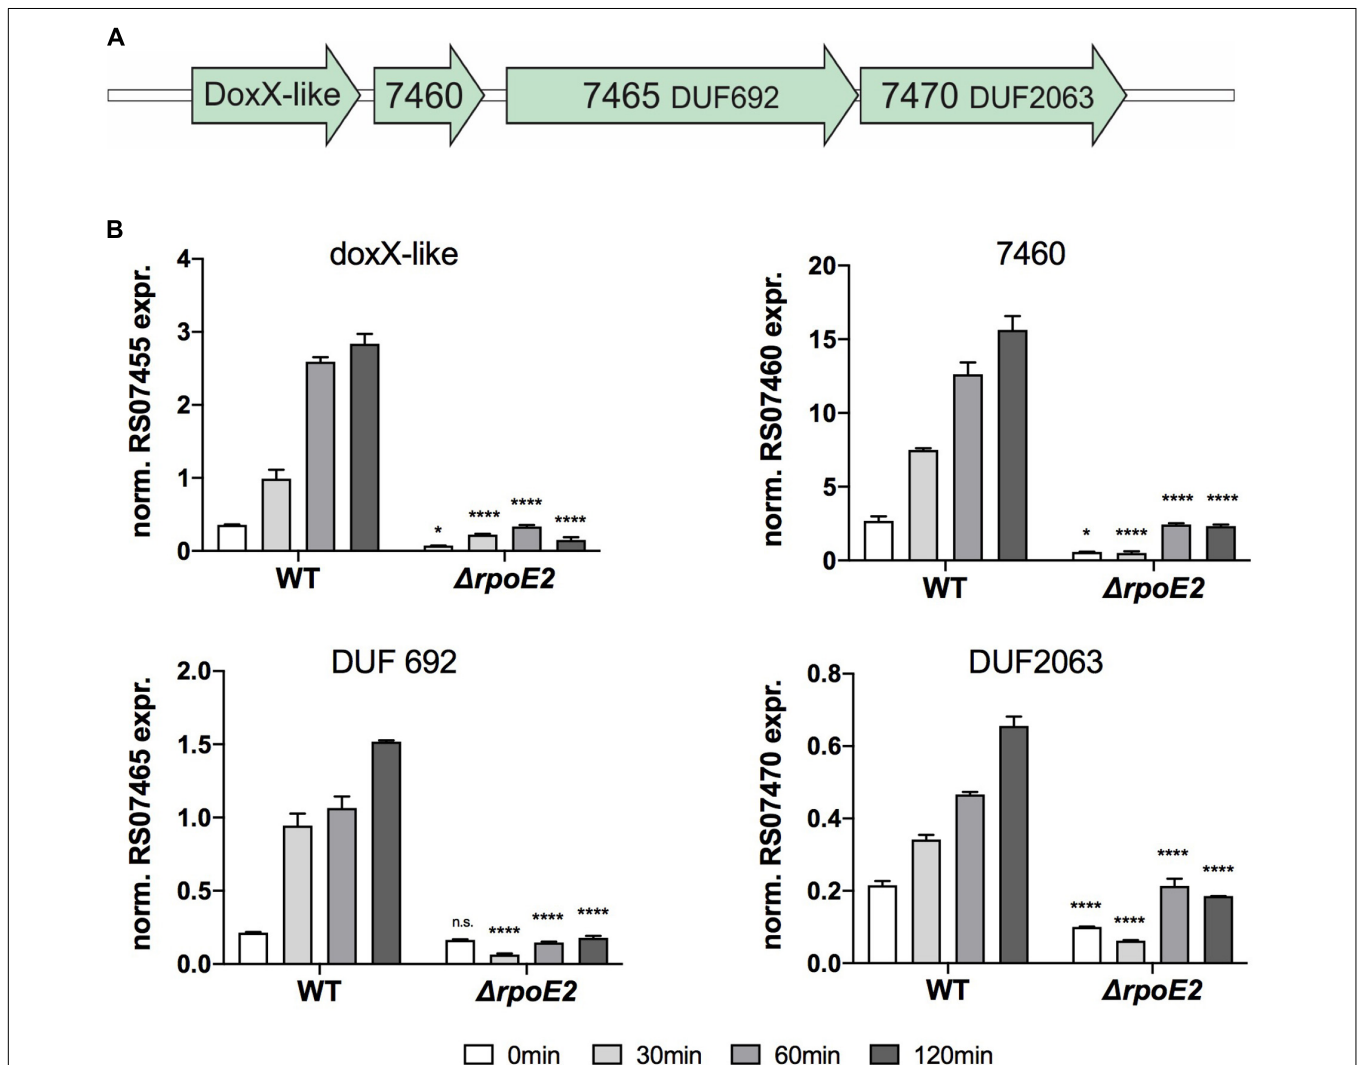 A
DoxX-like
7460
7465 DUF692
7470 DUF2063
B
doxX-like
norm. RS07455 expr.
4
3
2
1
0
*
****
****
****
WT
ΔrpoE2
7460
norm. RS07460 expr.
20
15
10
5
0
*
****
****
****
WT
ΔrpoE2
DUF 692
norm. RS07465 expr.
2.0
1.5
1.0
0.5
0.0
n.s.
****
****
****
WT
ΔrpoE2
DUF2063
norm. RS07470 expr.
0.8
0.6
0.4
0.2
0.0
****
****
****
****
WT
ΔrpoE2
0min 30min 60min 120min